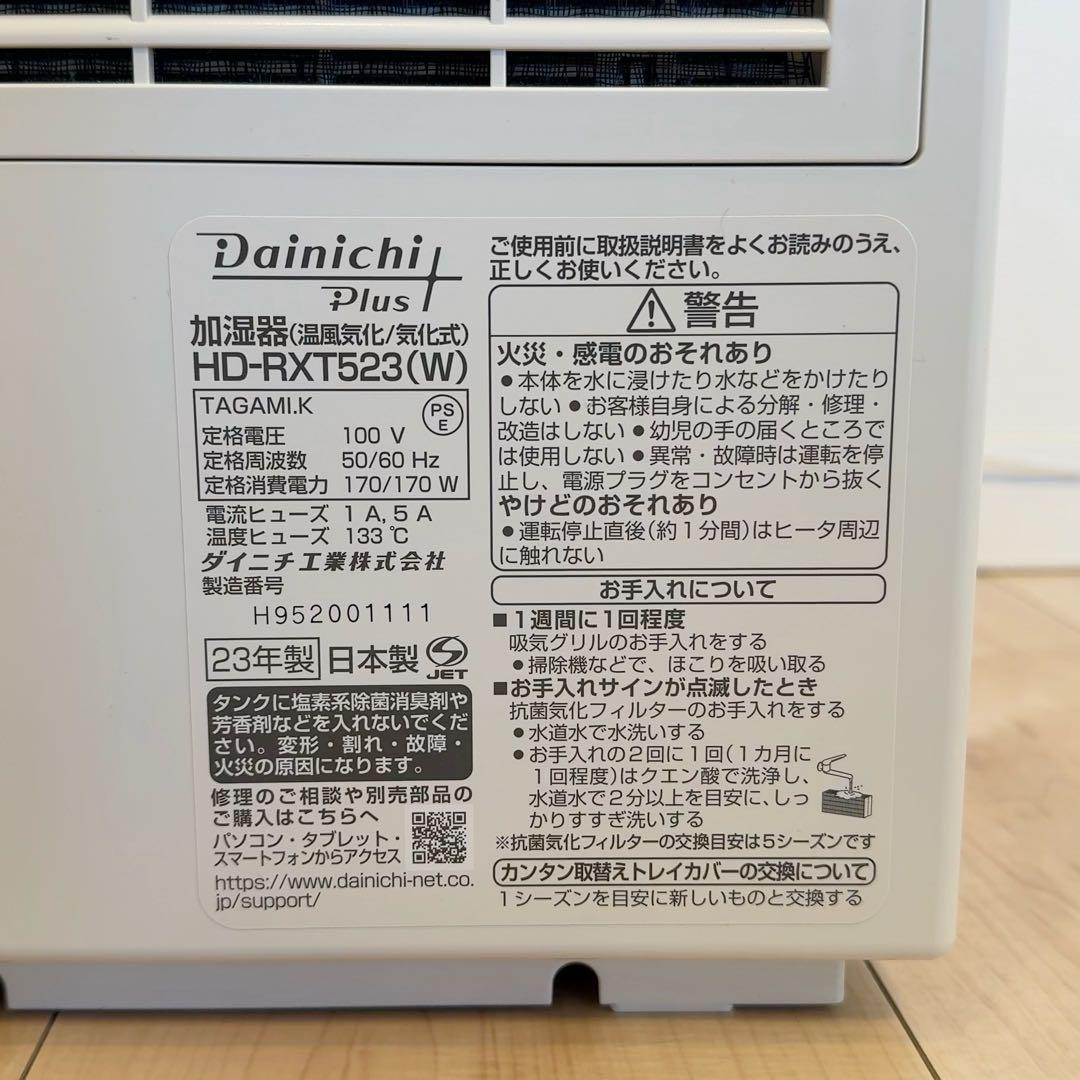 Dainichi
Plus
加湿器(温風気化/気化式)
HD-RXT523(W)
TAGAMI.K
PS
E
定格電圧 100 V
定格周波数 50/60 Hz
定格消費電力 170/170 W
電流ヒューズ 1 A, 5 A
温度ヒューズ 133 ℃
ダイニチ工業株式会社
製造番号
H952001111
23年製 日本製
JET
タンクに塩素系除菌消臭剤や
芳香剤などを入れないでくだ
さい。変形・割れ・故障・
火災の原因になります。
修理のご相談や別売部品の
ご購入はこちらへ
パソコン・タブレット・
スマートフォンからアクセス
https://www.dainichi-net.co.
jp/support/
ご使用前に取扱説明書をよくお読みのうえ、
正しくお使いください。
警告
火災・感電のおそれあり
●本体を水に浸けたり水などをかけたり
しない●お客様自身による分解・修理・
改造はしない●幼児の手の届くところで
は使用しない●異常・故障時は運転を停
止し、電源プラグをコンセントから抜く
やけどのおそれあり
●運転停止直後(約1分間)はヒータ周辺
に触れない
お手入れについて
■1週間に1回程度
吸気グリルのお手入れをする
●掃除機などで、ほこりを吸い取る
■お手入れサインが点滅したとき
抗菌気化フィルターのお手入れをする
●水道水で水洗いする
●お手入れの2回に1回(1カ月に
1回程度)はクエン酸で洗浄し、
水道水で2分以上を目安に、しっ
かりすすぎ洗いする
※抗菌気化フィルターの交換目安は5シーズンです
カンタン取替えトレイカバーの交換について
1シーズンを目安に新しいものと交換する